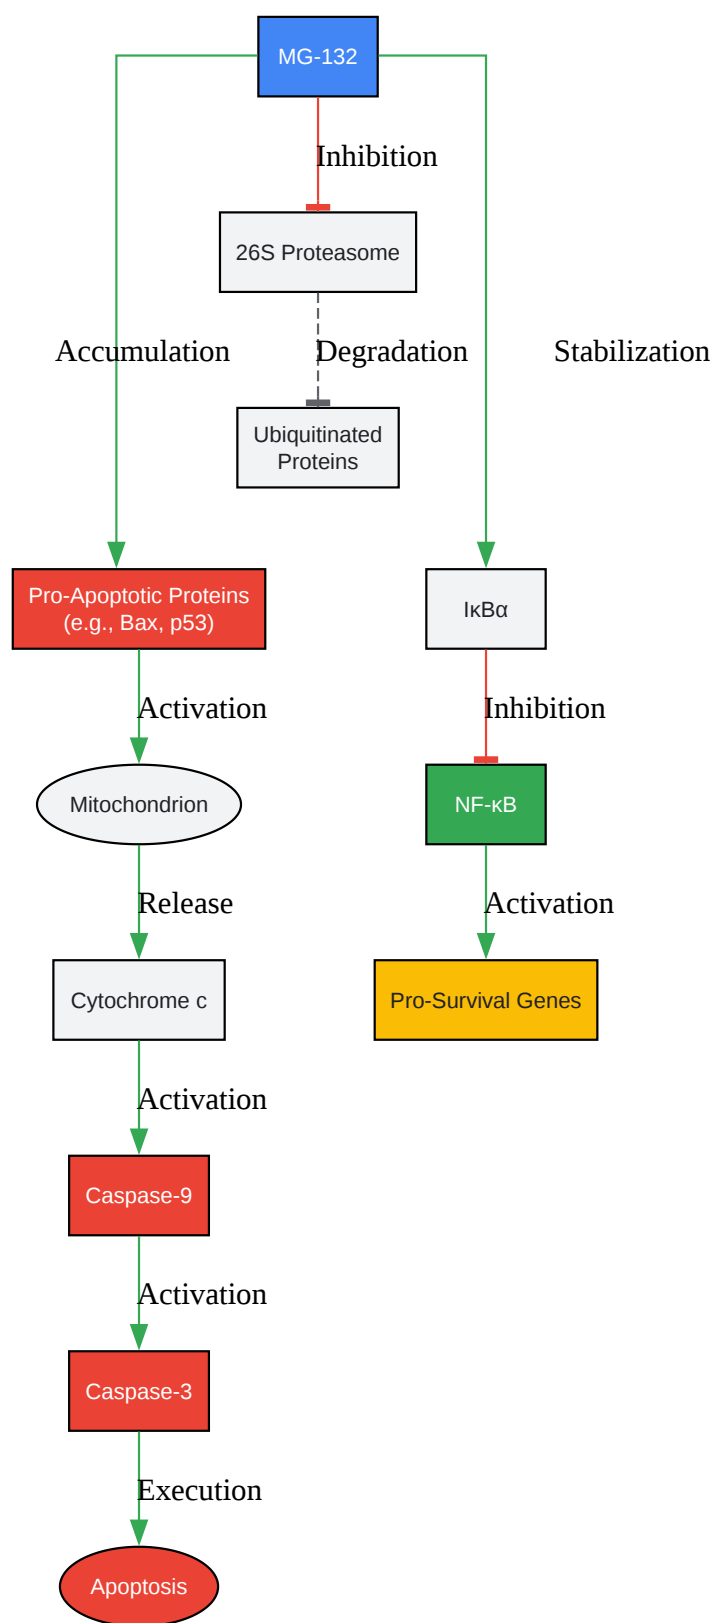 MG-132
Inhibition
26S Proteasome
Accumulation
Degradation
Stabilization
Ubiquitinated
Proteins
Pro-Apoptotic Proteins
(e.g., Bax, p53)
IκBα
Activation
Inhibition
Mitochondrion
NF-κB
Release
Activation
Cytochrome c
Pro-Survival Genes
Activation
Caspase-9
Activation
Caspase-3
Execution
Apoptosis